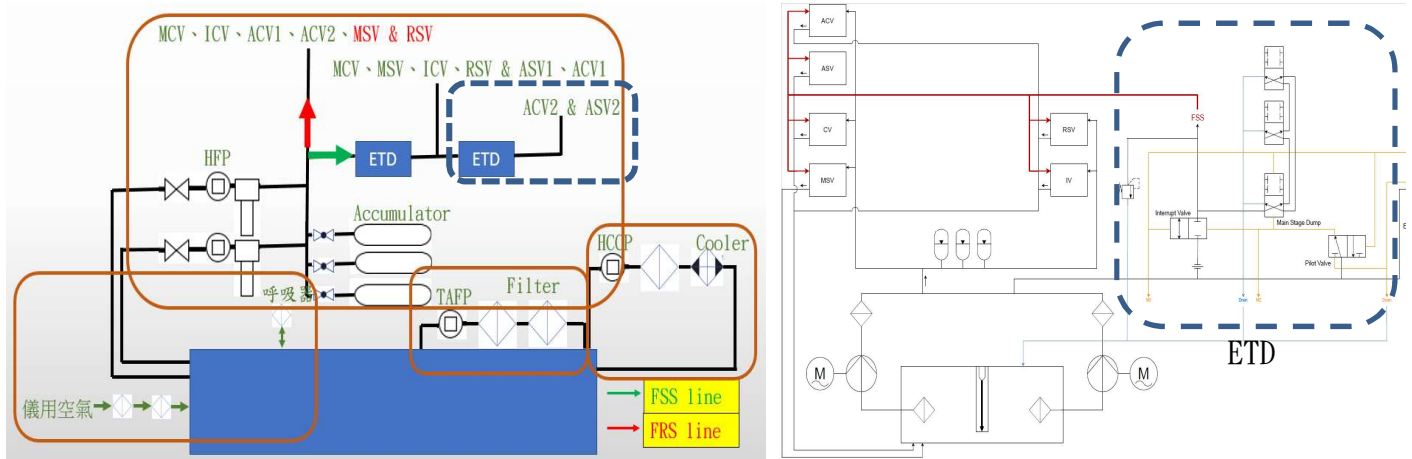 MCV、ICV、ACV1、ACV2、MSV & RSV
MCV、MSV、ICV、RSV & ASV1、ACV1
ACV2 & ASV2
ETD
ETD
HFP
Accumulator
HCCP
Cooler
呼吸器
TAFP
Filter
儀用空氣
FSS line
FRS line
ACV
ASV
CV
MSV
RSV
IV
FSS
Interrupt Valve
Main Stage Dump
Pilot Valve
Drain
Drain
ETD
M
M